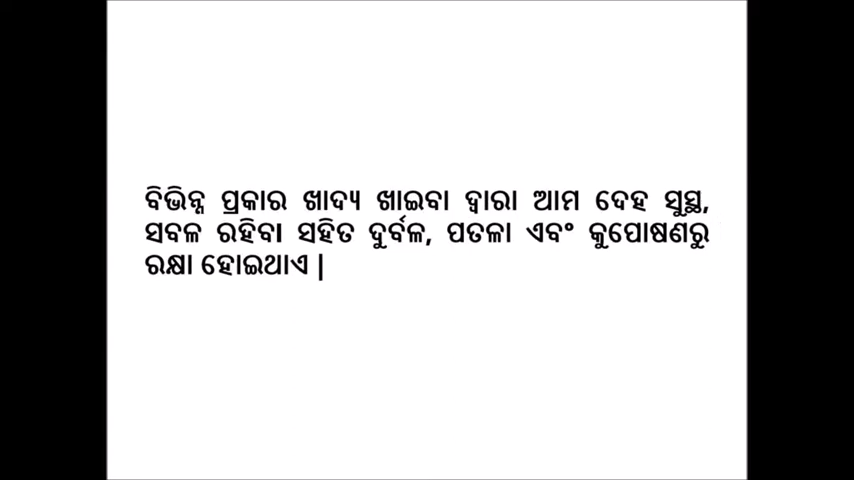 ବିଭିନ୍ନ ପ୍ରକାର ଖାଦ୍ୟ ଖାଇବା ଦ୍ୱାରା ଆମ ଦେହ ସୁସ୍ଥ,
ସବଳ ରହିବା ସହିତ ଦୁର୍ବଳ, ପତଳା ଏବଂ କୁପୋଷଣରୁ
ରକ୍ଷା ହୋଇଥାଏ |